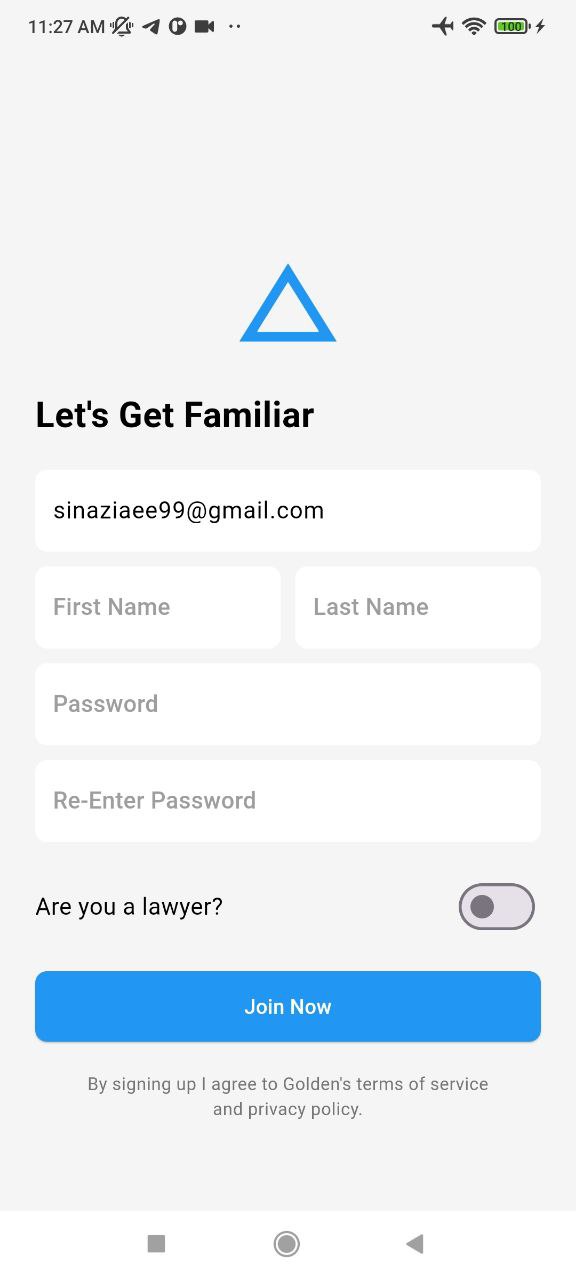 11:27 AM
100
Let's Get Familiar
sinaziaee99@gmail.com
First Name Last Name
Password
Re-Enter Password
Are you a lawyer?
Join Now
By signing up I agree to Golden's terms of service
and privacy policy.